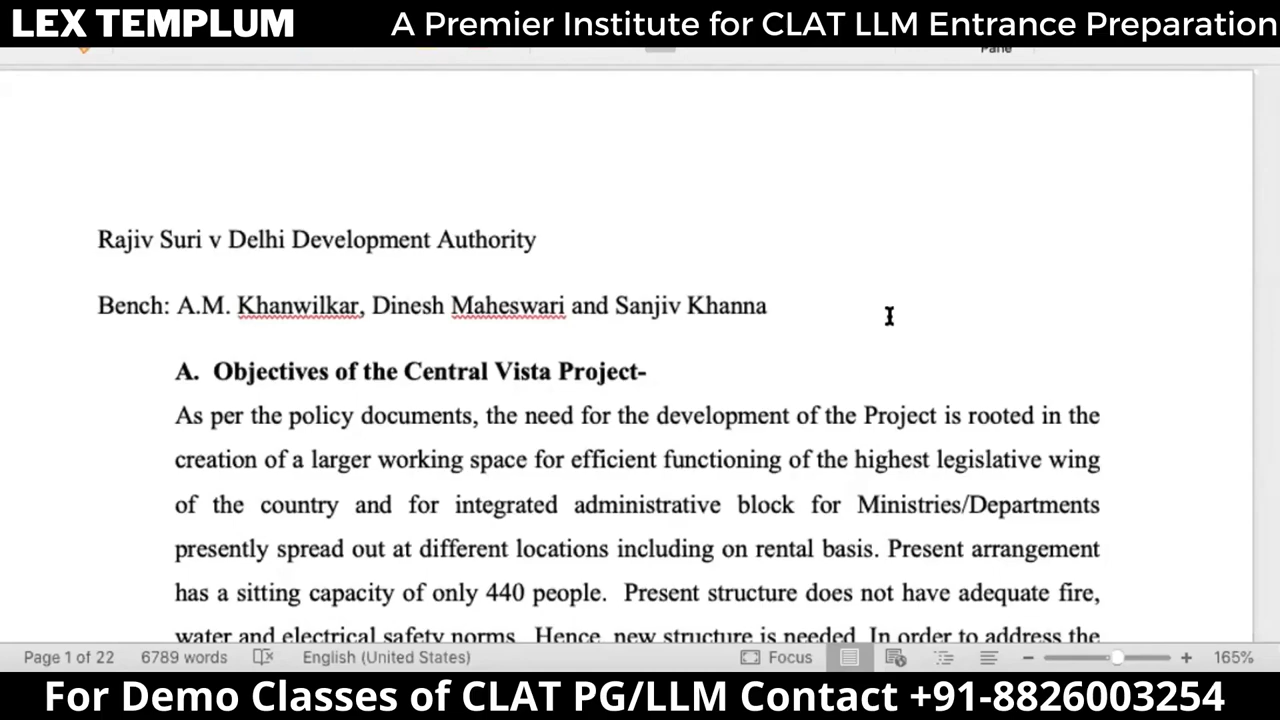 LEX TEMPLUM
A Premier Institute for CLAT LLM Entrance Preparation
Pane
Rajiv Suri v Delhi Development Authority
Bench: A.M. Khanwilkar, Dinesh Maheswari and Sanjiv Khanna
A. Objectives of the Central Vista Project-
As per the policy documents, the need for the development of the Project is rooted in the
creation of a larger working space for efficient functioning of the highest legislative wing
of the country and for integrated administrative block for Ministries/Departments
presently spread out at different locations including on rental basis. Present arrangement
has a sitting capacity of only 440 people. Present structure does not have adequate fire,
water and electrical safety norms. Hence, new structure is needed. In order to address the
Page 1 of 22 6789 words English (United States) Focus 165%
For Demo Classes of CLAT PG/LLM Contact +91-8826003254